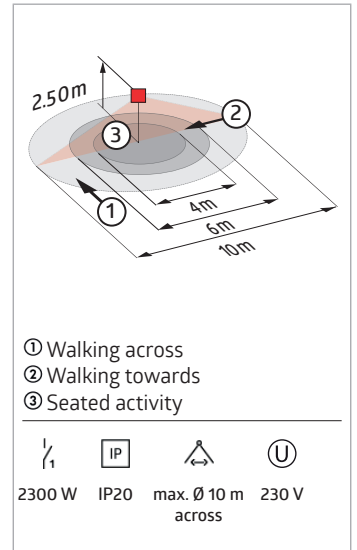 2.50m
②
③
①
4m
6m
10m
① Walking across
② Walking towards
③ Seated activity
1
IP
U
2300 W IP20 max. Ø 10 m 230 V
across